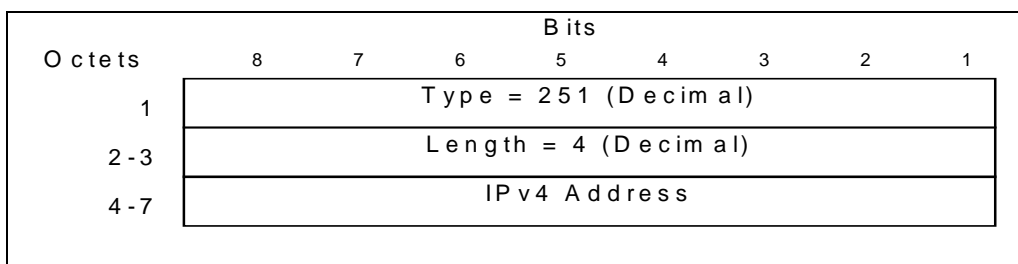 Bits
Octets 8 7 6 5 4 3 2 1
1 Type = 251 (Decimal)
2-3 Length = 4 (Decimal)
4-7 IPv4 Address